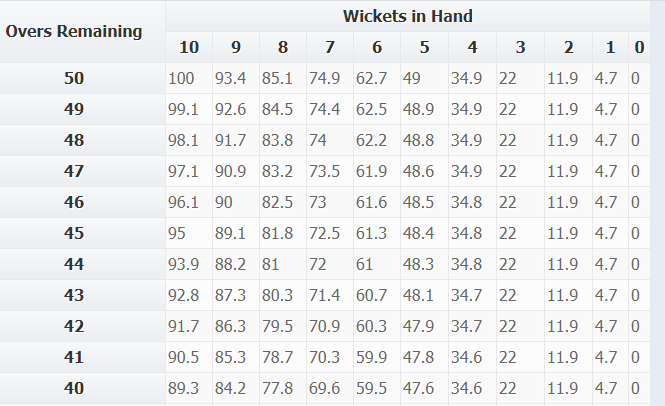 Wickets in Hand
Overs Remaining
10 9 8 7 6 5 4 3 2 1 0
50 100 93.4 85.1 74.9 62.7 49 34.9 22 11.9 4.7 0
49 99.1 92.6 84.5 74.4 62.5 48.9 34.9 22 11.9 4.7 0
48 98.1 91.7 83.8 74 62.2 48.8 34.9 22 11.9 4.7 0
47 97.1 90.9 83.2 73.5 61.9 48.6 34.9 22 11.9 4.7 0
46 96.1 90 82.5 73 61.6 48.5 34.8 22 11.9 4.7 0
45 95 89.1 81.8 72.5 61.3 48.4 34.8 22 11.9 4.7 0
44 93.9 88.2 81 72 61 48.3 34.8 22 11.9 4.7 0
43 92.8 87.3 80.3 71.4 60.7 48.1 34.7 22 11.9 4.7 0
42 91.7 86.3 79.5 70.9 60.3 47.9 34.7 22 11.9 4.7 0
41 90.5 85.3 78.7 70.3 59.9 47.8 34.6 22 11.9 4.7 0
40 89.3 84.2 77.8 69.6 59.5 47.6 34.6 22 11.9 4.7 0